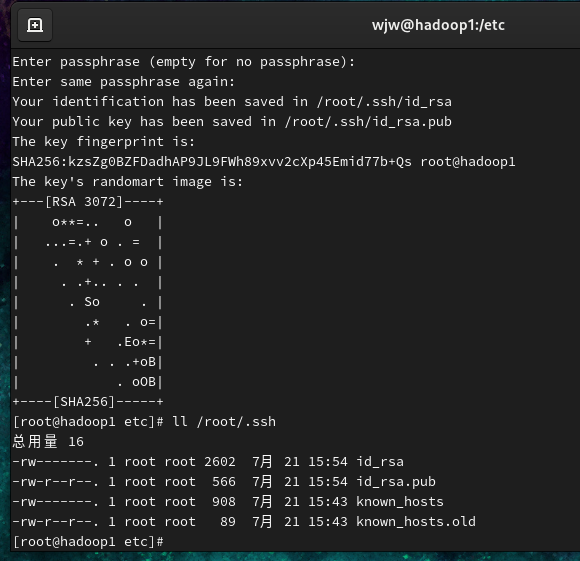 wjw@hadoop1:/etc
Enter passphrase (empty for no passphrase):
Enter same passphrase again:
Your identification has been saved in /root/.ssh/id_rsa
Your public key has been saved in /root/.ssh/id_rsa.pub
The key fingerprint is:
SHA256:kzsZg0BZFDadhAP9JL9FWh89xvv2cXp45Emid77b+Qs root@hadoop1
The key's randomart image is:
+---[RSA 3072]----+
|    o**=..   o   |
|   ...=.+ o . =  |
|    .  * + . o o |
|     . .+.. . .  |
|      . So     . |
|        .*   . o=|
|        +   .Eo*=|
|         . . .+oB|
|            . oOB|
+----[SHA256]-----+
[root@hadoop1 etc]# ll /root/.ssh
总用量 16
-rw-------. 1 root root 2602  7月  21 15:54 id_rsa
-rw-r--r--. 1 root root  566  7月  21 15:54 id_rsa.pub
-rw-------. 1 root root  908  7月  21 15:43 known_hosts
-rw-r--r--. 1 root root   89  7月  21 15:43 known_hosts.old
[root@hadoop1 etc]#